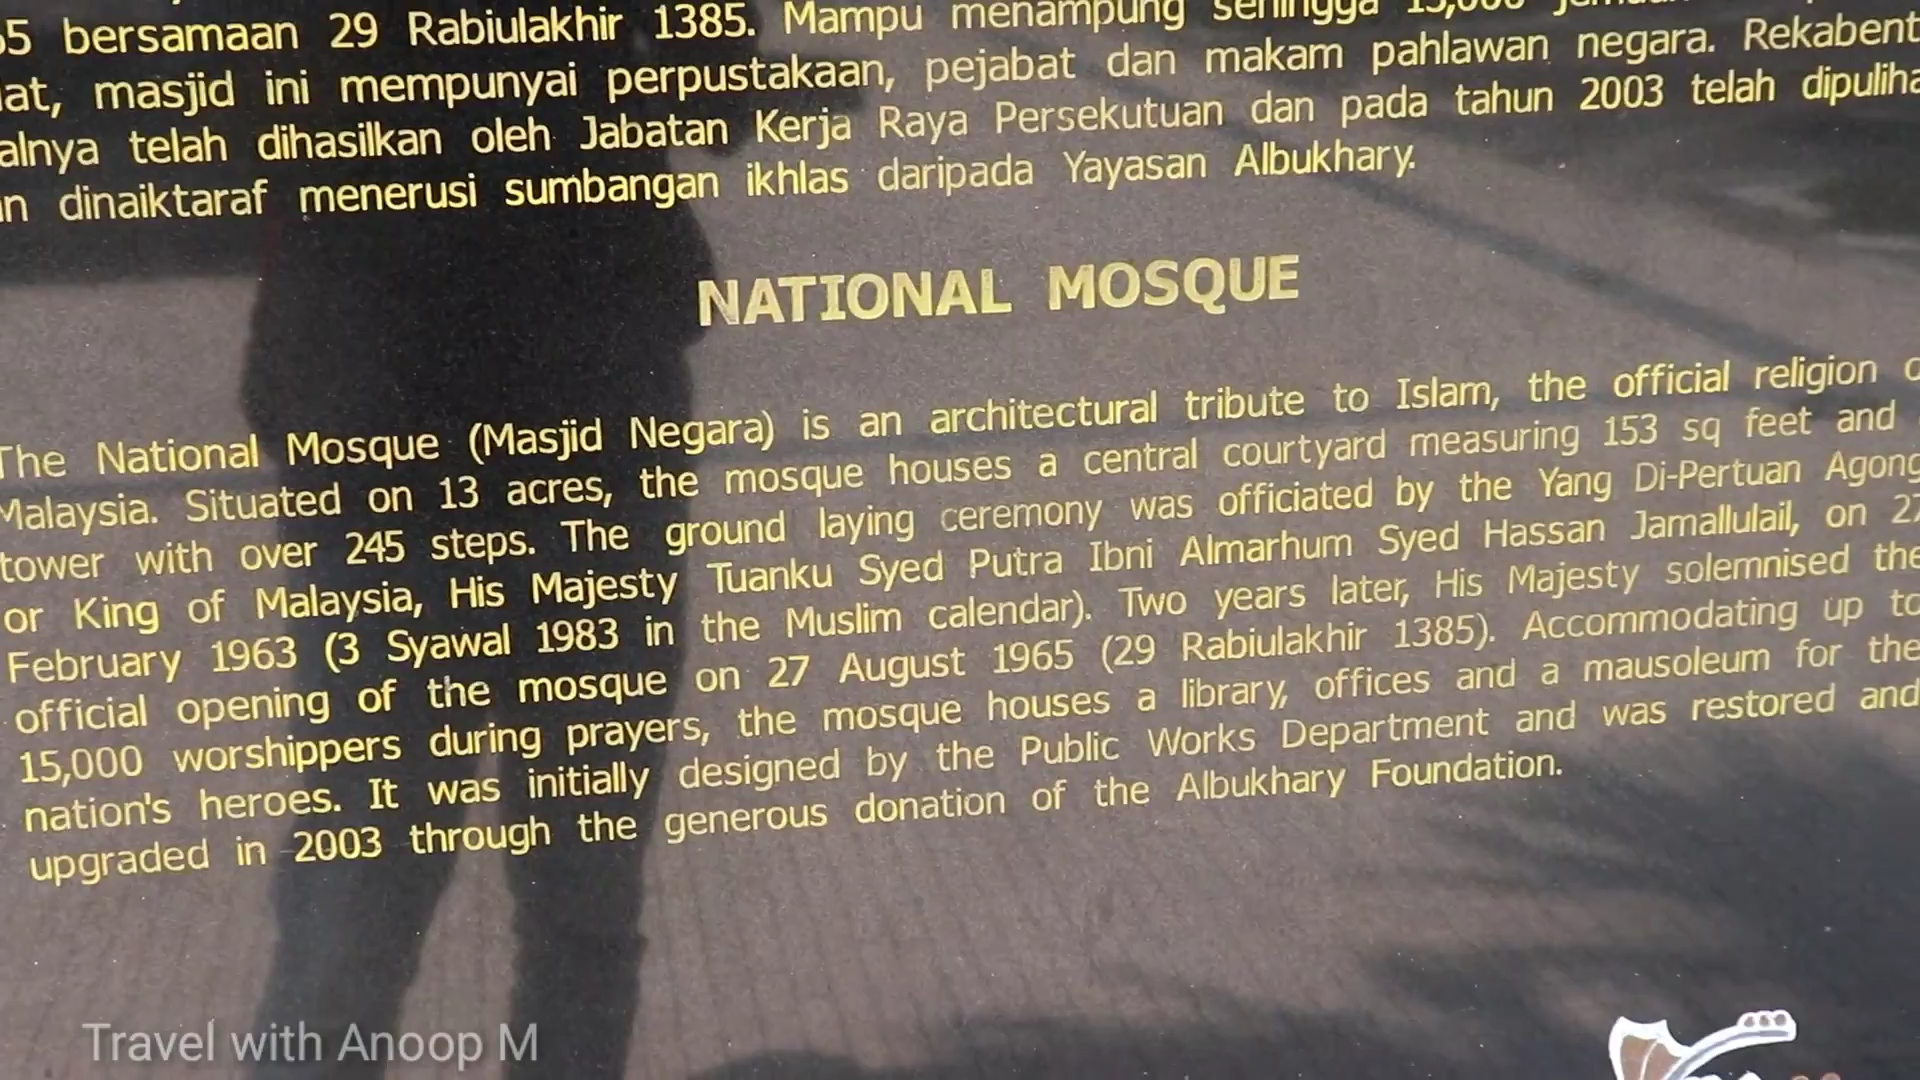 65 bersamaan 29 Rabiulakhir 1385. Mampu menampung sehingga 15,000
masjid ini mempunyai perpustakaan, pejabat dan makam pahlawan negara. Rekabent
alnya telah dihasilkan oleh Jabatan Kerja Raya Persekutuan dan pada tahun 2003 telah dipuliha
an dinaiktaraf menerusi sumbangan ikhlas daripada Yayasan Albukhary.
NATIONAL MOSQUE
The National Mosque (Masjid Negara) is an architectural tribute to Islam, the official religion o
Malaysia. Situated on 13 acres, the mosque houses a central courtyard measuring 153 sq feet and
tower with over 245 steps. The ground laying ceremony was officiated by the Yang Di-Pertuan Agong
or King of Malaysia, His Majesty Tuanku Syed Putra Ibni Almarhum Syed Hassan Jamallulail, on 27
February 1963 (3 Syawal 1983 in the Muslim calendar). Two years later, His Majesty solemnised the
official opening of the mosque on 27 August 1965 (29 Rabiulakhir 1385). Accommodating up to
15,000 worshippers during prayers, the mosque houses a library, offices and a mausoleum for the
nation's heroes. It was initially designed by the Public Works Department and was restored and
upgraded in 2003 through the generous donation of the Albukhary Foundation.
Travel with Anoop M